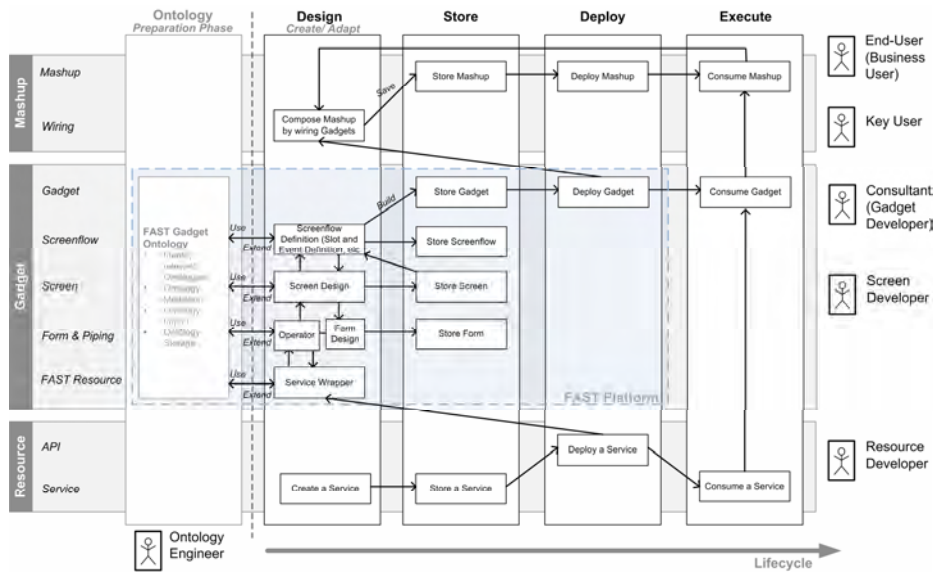 Ontology
Preparation Phase
Design
Create/ Adapt
Store
Deploy
Execute
Mashup
Mashup
Wiring
Store Mashup
Deploy Mashup
Consume Mashup
Save
Compose Mashup
by wiring Gadgets
End-User
(Business
User)
Key User
Gadget
Gadget
Screenflow
Screen
Form & Piping
FAST Resource
FAST Gadget
Ontology
Use
Extend
Use
Extend
Use
Extend
Use
Extend
Build
Store Gadget
Deploy Gadget
Consume Gadget
Screenflow
Definition (Slot and
Event Definition,
Store Screenflow
Screen Design
Store Screen
Operator
Form
Design
Store Form
Service Wrapper
FAST Platform
Consultant
(Gadget
Developer)
Screen
Developer
Resource
API
Service
Deploy a Service
Create a Service
Store a Service
Consume a Service
Resource
Developer
Ontology
Engineer
Lifecycle